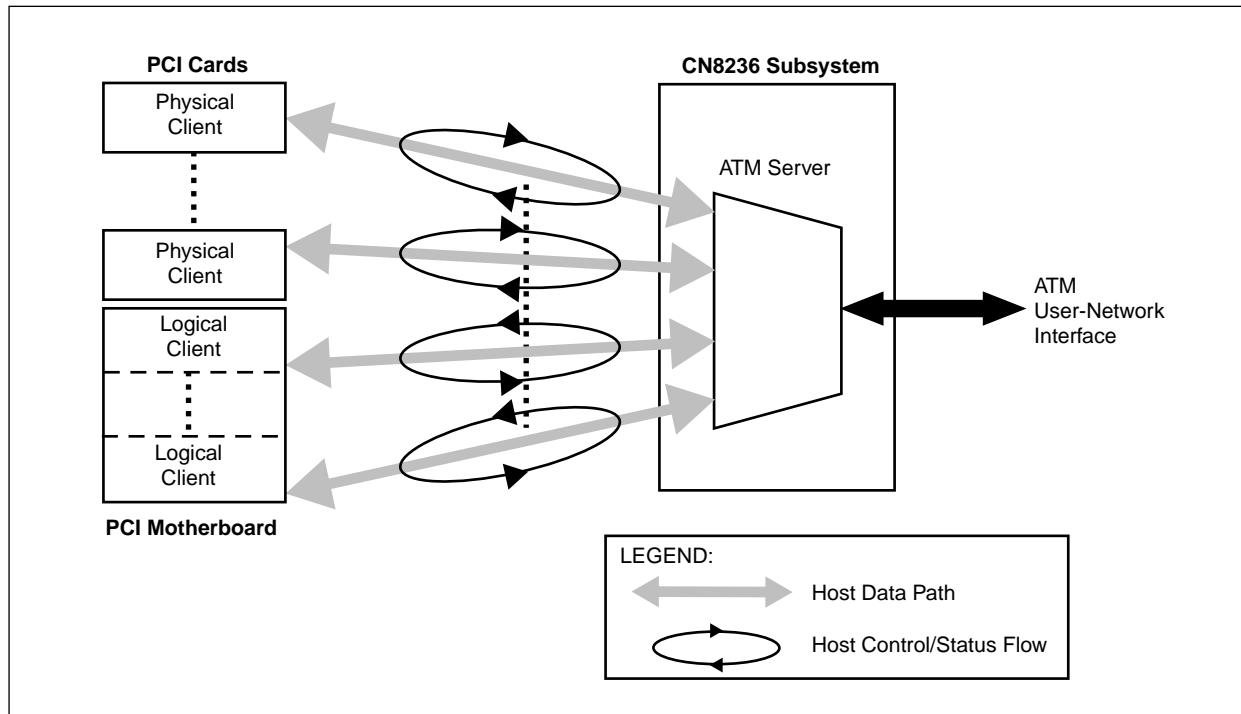 PCI Cards
Physical
Client
Physical
Client
Logical
Client
Logical
Client
PCI Motherboard
CN8236 Subsystem
ATM Server
ATM
User-Network
Interface
LEGEND:
Host Data Path
Host Control/Status Flow